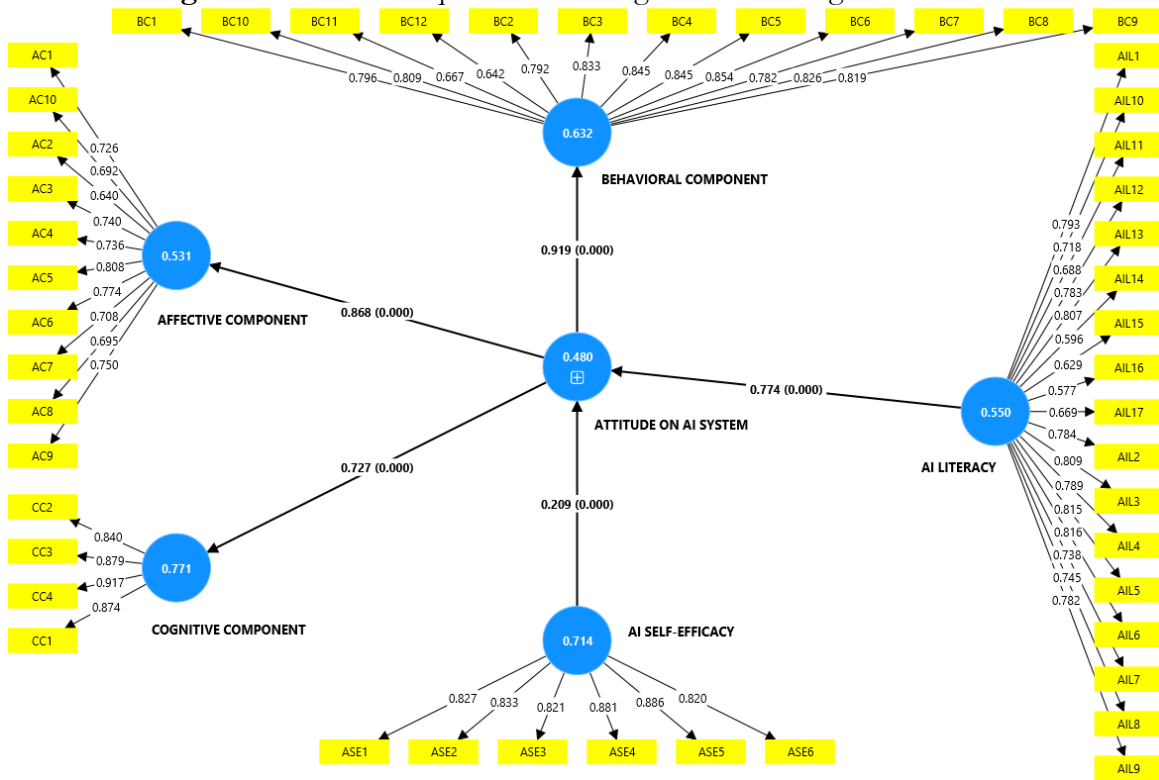 BC1 BC10 BC11 BC12 BC2 BC3 BC4 BC5 BC6 BC7 BC8 BC9
0.796 0.809 0.667 0.642 0.792 0.833 0.845 0.845 0.854 0.782 0.826 0.819
0.632
BEHAVIORAL COMPONENT
0.919 (0.000)
AC1
AC10
AC2
AC3
AC4
AC5
AC6
AC7
AC8
AC9
0.726
0.692
0.640
0.740
0.736
0.808
0.774
0.708
0.695
0.750
0.531
AFFECTIVE COMPONENT
0.868 (0.000)
0.480
ATTITUDE ON AI SYSTEM
0.774 (0.000)
0.550
AI LITERACY
AIL1
AIL10
AIL11
AIL12
AIL13
AIL14
AIL15
AIL16
AIL17
AIL2
AIL3
AIL4
AIL5
AIL6
AIL7
AIL8
AIL9
0.793
0.718
0.688
0.783
0.807
0.596
0.629
0.577
0.669
0.784
0.809
0.789
0.815
0.816
0.738
0.745
0.782
0.727 (0.000)
CC2
CC3
CC4
CC1
0.840
0.879
0.917
0.874
0.771
COGNITIVE COMPONENT
0.209 (0.000)
0.714
AI SELF-EFFICACY
0.827 0.833 0.821 0.881 0.886 0.820
ASE1 ASE2 ASE3 ASE4 ASE5 ASE6